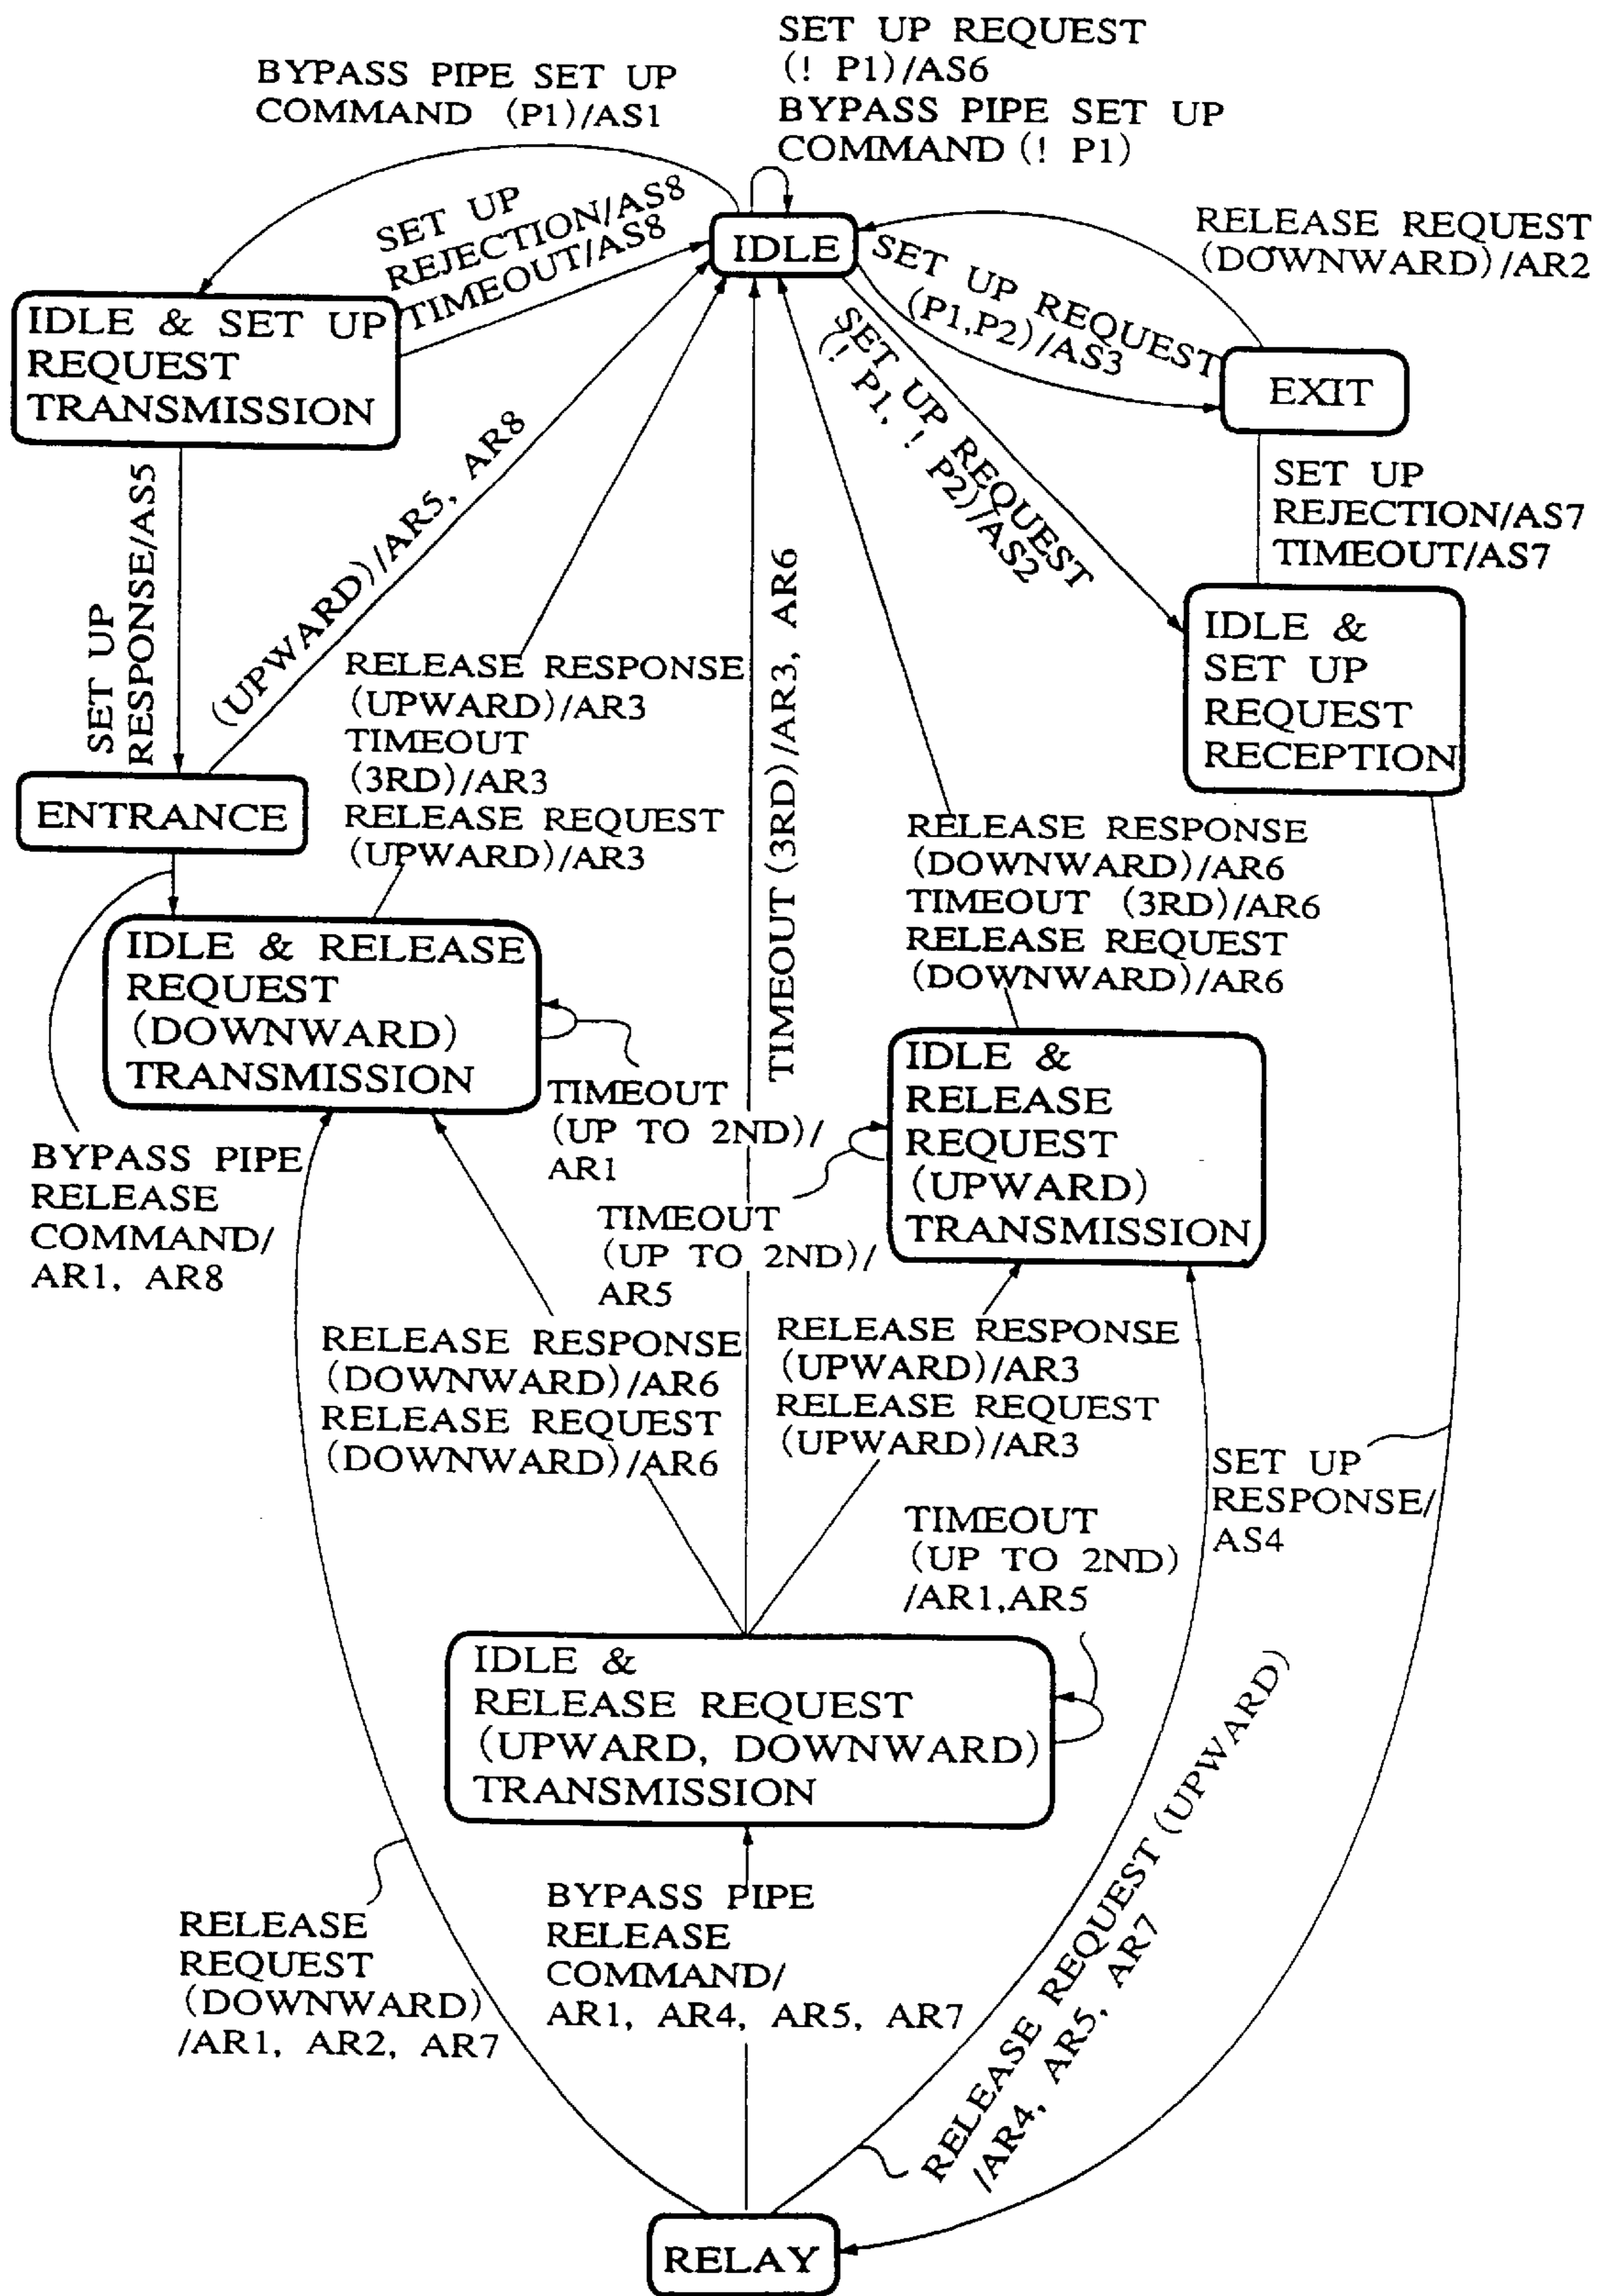 SET UP REQUEST
(! P1)/AS6
BYPASS PIPE SET UP
COMMAND (! P1)
BYPASS PIPE SET UP
COMMAND (P1)/AS1
SET UP
REJECTION/AS8
TIMEOUT/AS8
IDLE
RELEASE REQUEST
(DOWNWARD)/AR2
SET UP REQUEST
(P1,P2)/AS3
SET UP REQUEST
(! P1, ! P2)/AS2
IDLE & SET UP
REQUEST
TRANSMISSION
EXIT
SET UP
REJECTION/AS7
TIMEOUT/AS7
SET UP
RESPONSE/AS5
(UPWARD)/AR5, AR8
IDLE &
SET UP
REQUEST
RECEPTION
RELEASE RESPONSE
(UPWARD)/AR3
TIMEOUT
(3RD)/AR3
RELEASE REQUEST
(UPWARD)/AR3
TIMEOUT (3RD)/AR3, AR6
ENTRANCE
RELEASE RESPONSE
(DOWNWARD)/AR6
TIMEOUT (3RD)/AR6
RELEASE REQUEST
(DOWNWARD)/AR6
IDLE & RELEASE
REQUEST
(DOWNWARD)
TRANSMISSION
IDLE &
RELEASE
REQUEST
(UPWARD)
TRANSMISSION
TIMEOUT
(UP TO 2ND)/
AR1
BYPASS PIPE
RELEASE
COMMAND/
AR1, AR8
TIMEOUT
(UP TO 2ND)/
AR5
RELEASE RESPONSE
(DOWNWARD)/AR6
RELEASE REQUEST
(DOWNWARD)/AR6
RELEASE RESPONSE
(UPWARD)/AR3
RELEASE REQUEST
(UPWARD)/AR3
SET UP
RESPONSE/
AS4
TIMEOUT
(UP TO 2ND)
/AR1,AR5
IDLE &
RELEASE REQUEST
(UPWARD, DOWNWARD)
TRANSMISSION
RELEASE
REQUEST
(DOWNWARD)
/AR1, AR2, AR7
BYPASS PIPE
RELEASE
COMMAND/
AR1, AR4, AR5, AR7
RELEASE REQUEST (UPWARD)
/AR4, AR5, AR7
RELAY